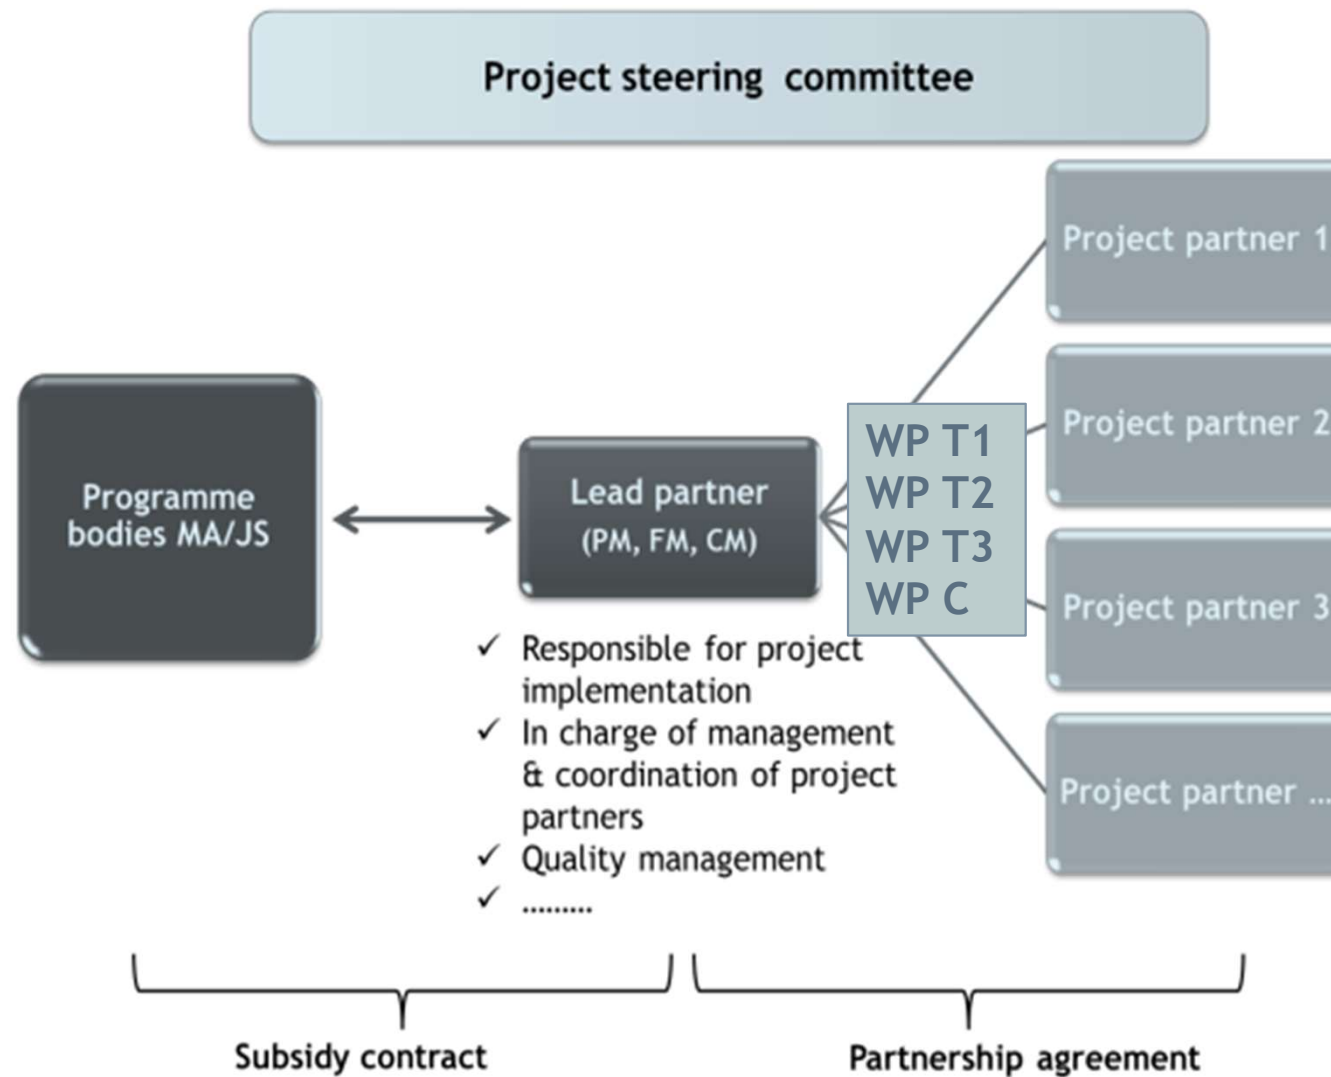 Project steering committee
Project partner 1
Project partner 2
Project partner 3
Project partner ...
Programme
bodies MA/JS
Lead partner
(PM, FM, CM)
WP T1
WP T2
WP T3
WP C
✓ Responsible for project
implementation
✓ In charge of management
& coordination of project
partners
✓ Quality management
✓ .........
Subsidy contract
Partnership agreement